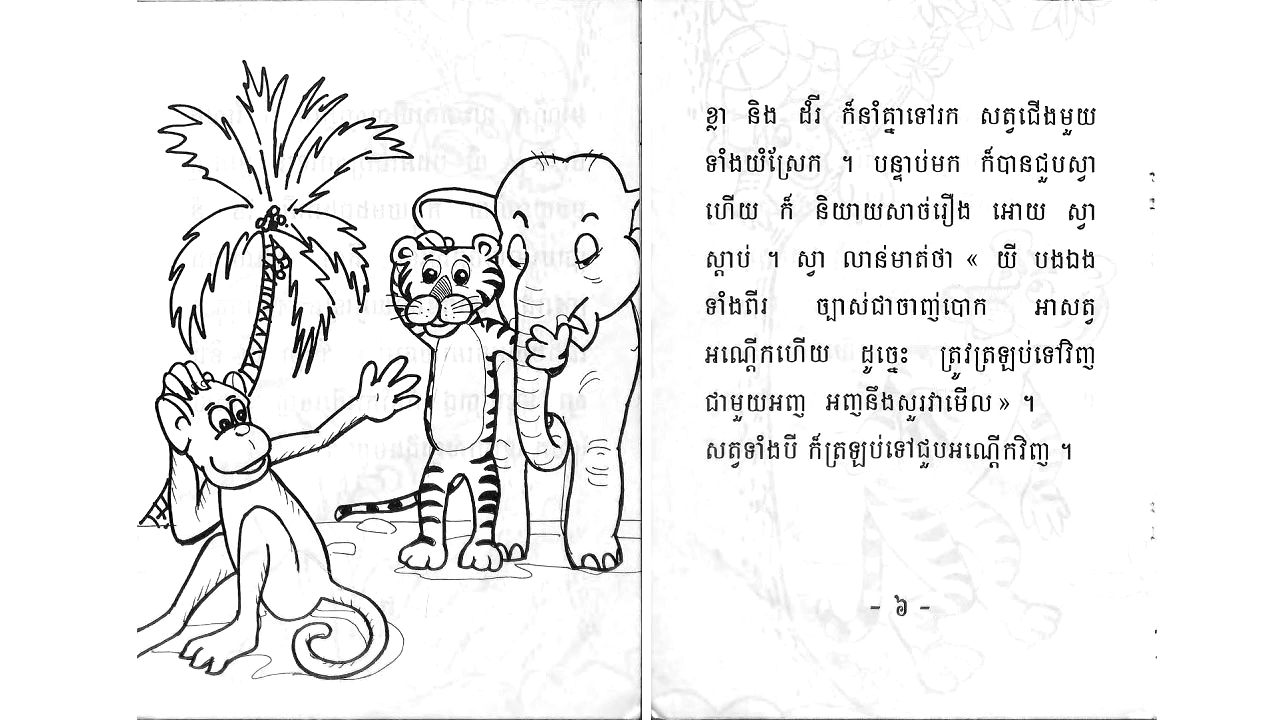 ខ្លា និង ដំរី ក៏នាំគ្នាទៅរក សត្វជើងមួយ
ទាំងយំស្រែក ។ បន្ទាប់មក ក៏បានជួបស្វា
ហើយ ក៏ និយាយសាច់រឿង អោយ ស្វា
ស្តាប់ ។ ស្វា លាន់មាត់ថា « យី បងឯង
ទាំងពីរ ច្បាស់ជាចាញ់បោក អាសត្វ
អណ្តើកហើយ ដូច្នេះ ត្រូវត្រឡប់ទៅវិញ
ជាមួយអញ អញនឹងសួរវាមើល » ។
សត្វទាំងបី ក៏ត្រឡប់ទៅជួបអណ្តើកវិញ ។
- ៦ -